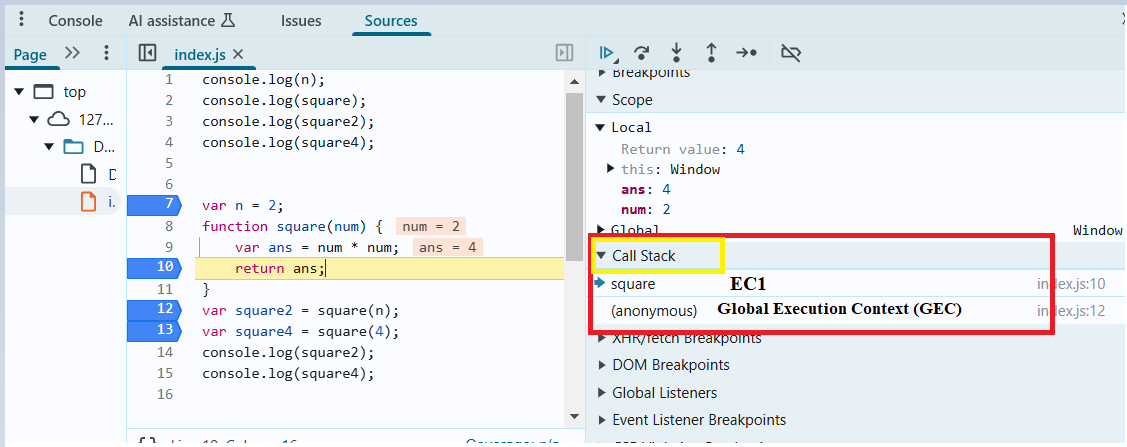 Console AI assistance Issues Sources
Page index.js
top
127...
D...
i.
1 console.log(n);
2 console.log(square);
3 console.log(square2);
4 console.log(square4);
5
6
7 var n = 2;
8 function square(num) { num = 2
9 var ans = num * num; ans = 4
10 return ans;
11 }
12 var square2 = square(n);
13 var square4 = square(4);
14 console.log(square2);
15 console.log(square4);
16
Breakpoints
Scope
Local
Return value: 4
this: Window
ans: 4
num: 2
Global Window
Call Stack
square EC1 index.js:10
(anonymous) Global Execution Context (GEC) index.js:12
XHR/fetch Breakpoints
DOM Breakpoints
Global Listeners
Event Listener Breakpoints